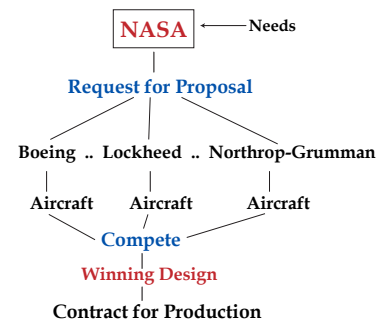 NASA Needs
Request for Proposal
Boeing .. Lockheed .. Northrop-Grumman
Aircraft Aircraft Aircraft
Compete
Winning Design
Contract for Production